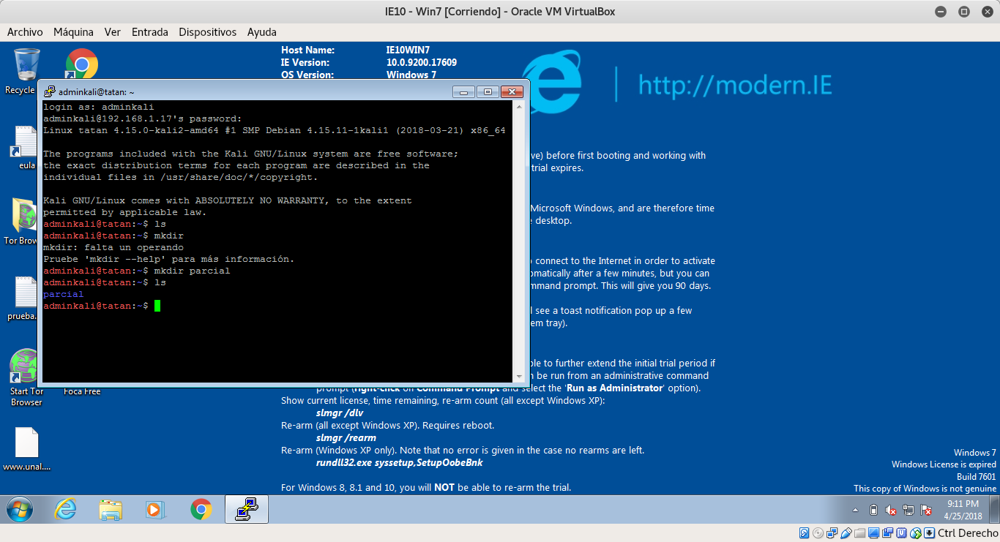 IE10 - Win7 [Corriendo] - Oracle VM VirtualBox
Archivo Máquina Ver Entrada Dispositivos Ayuda
Host Name: IE10WIN7
IE Version: 10.0.9200.17609
OS Version: Windows 7
http://modern.IE
Recycle
eula
Tor Brow
prueba.
Start Tor
Browser
Foca Free
www.unal....
adminkali@tatan: ~
login as: adminkali
adminkali@192.168.1.17's password:
Linux tatan 4.15.0-kali2-amd64 #1 SMP Debian 4.15.11-1kali1 (2018-03-21) x86_64
The programs included with the Kali GNU/Linux system are free software;
the exact distribution terms for each program are described in the
individual files in /usr/share/doc/*/copyright.
Kali GNU/Linux comes with ABSOLUTELY NO WARRANTY, to the extent
permitted by applicable law.
adminkali@tatan:~$ ls
adminkali@tatan:~$ mkdir
mkdir: falta un operando
Pruebe 'mkdir --help' para más información.
adminkali@tatan:~$ mkdir parcial
adminkali@tatan:~$ ls
parcial
adminkali@tatan:~$
ve) before first booting and working with
trial expires.
Microsoft Windows, and are therefore time
desktop.
connect to the Internet in order to activate
omatically after a few minutes, but you can
mmand prompt. This will give you 90 days.
see a toast notification pop up a few
em tray).
ble to further extend the initial trial period if
be run from an administrative command
prompt (right-click on Command Prompt and select the 'Run as Administrator' option).
Show current license, time remaining, re-arm count (all except Windows XP):
slmgr /dlv
Re-arm (all except Windows XP). Requires reboot.
slmgr /rearm
Re-arm (Windows XP only). Note that no error is given in the case no rearms are left.
rundll32.exe syssetup,SetupOobeBnk
For Windows 8, 8.1 and 10, you will NOT be able to re-arm the trial.
Windows 7
Windows License is expired
Build 7601
This copy of Windows is not genuine
9:11 PM
4/25/2018
Ctrl Derecho